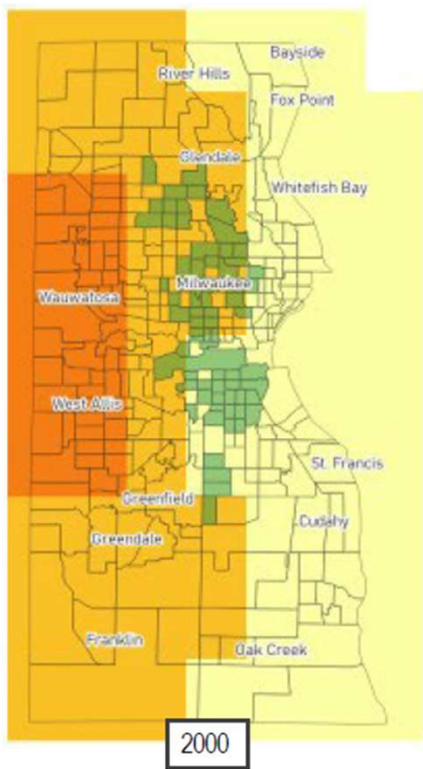 Bayside
River Hills
Fox Point
Glendale
Whitefish Bay
Milwaukee
Wauwatosa
West Allis
St. Francis
Greenfield
Cudahy
Greendale
Franklin
Oak Creek
2000